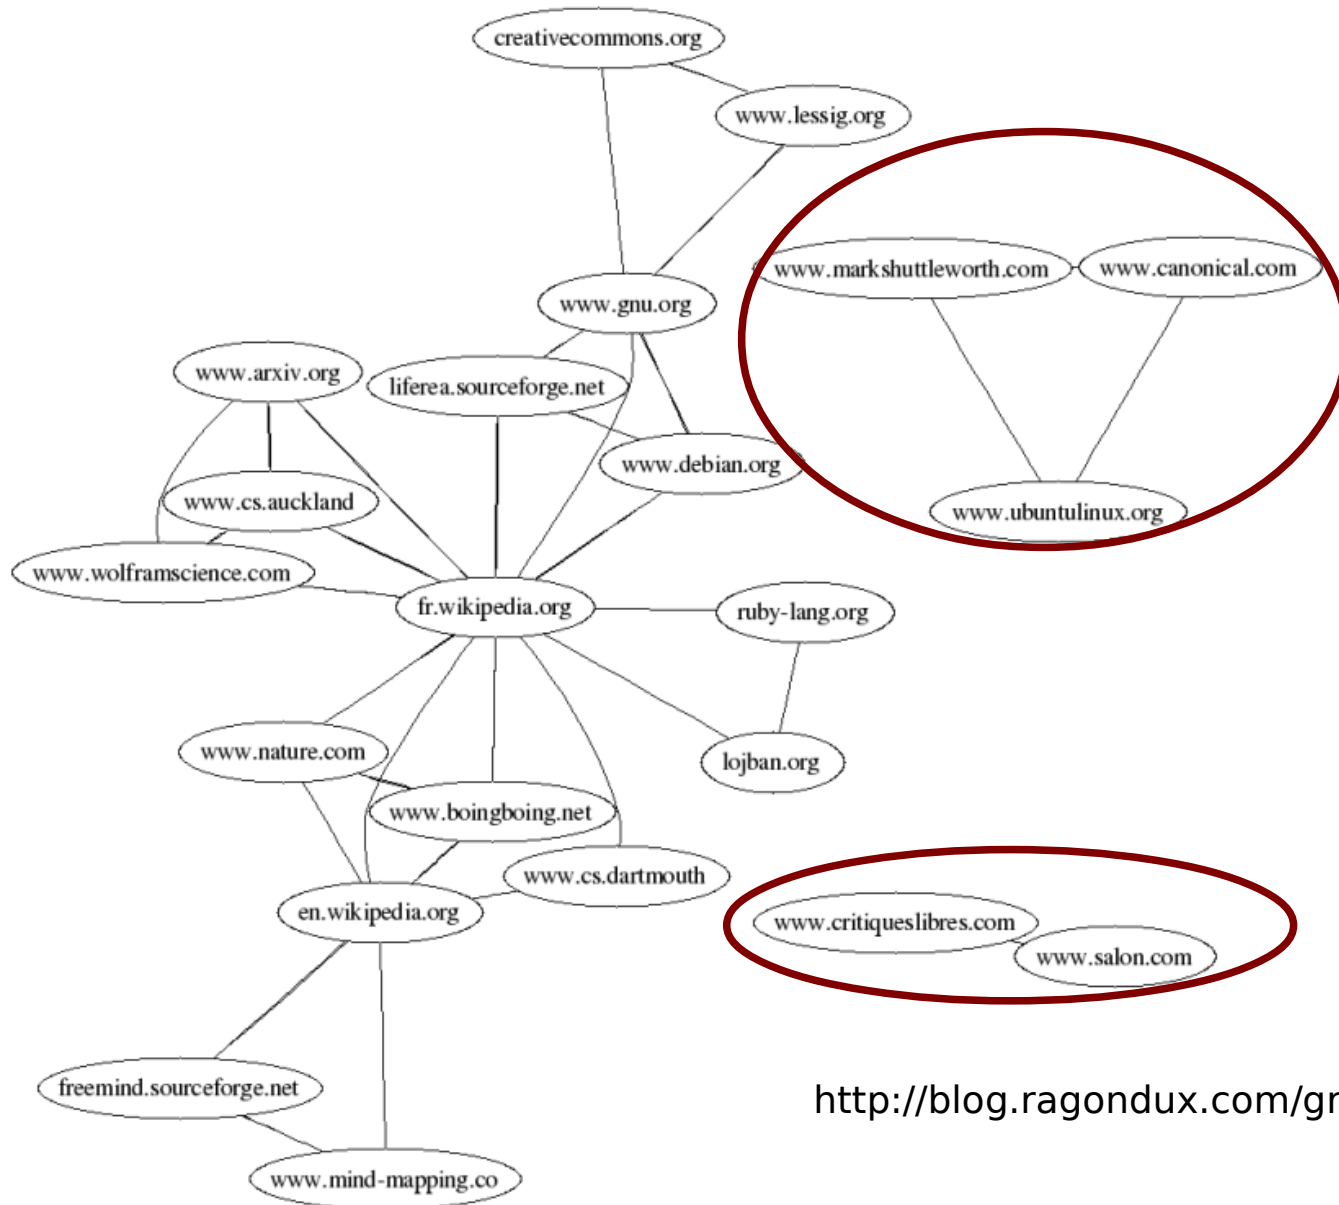 creativecommons.org
www.lessig.org
www.markshuttleworth.com
www.canonical.com
www.gnu.org
www.arxiv.org
liferea.sourceforge.net
www.debian.org
www.cs.auckland
www.ubuntulinux.org
www.wolframscience.com
fr.wikipedia.org
ruby-lang.org
www.nature.com
lojban.org
www.boingboing.net
www.cs.dartmouth
en.wikipedia.org
www.critiqueslibres.com
www.salon.com
freemind.sourceforge.net
http://blog.ragondux.com/gr
www.mind-mapping.co